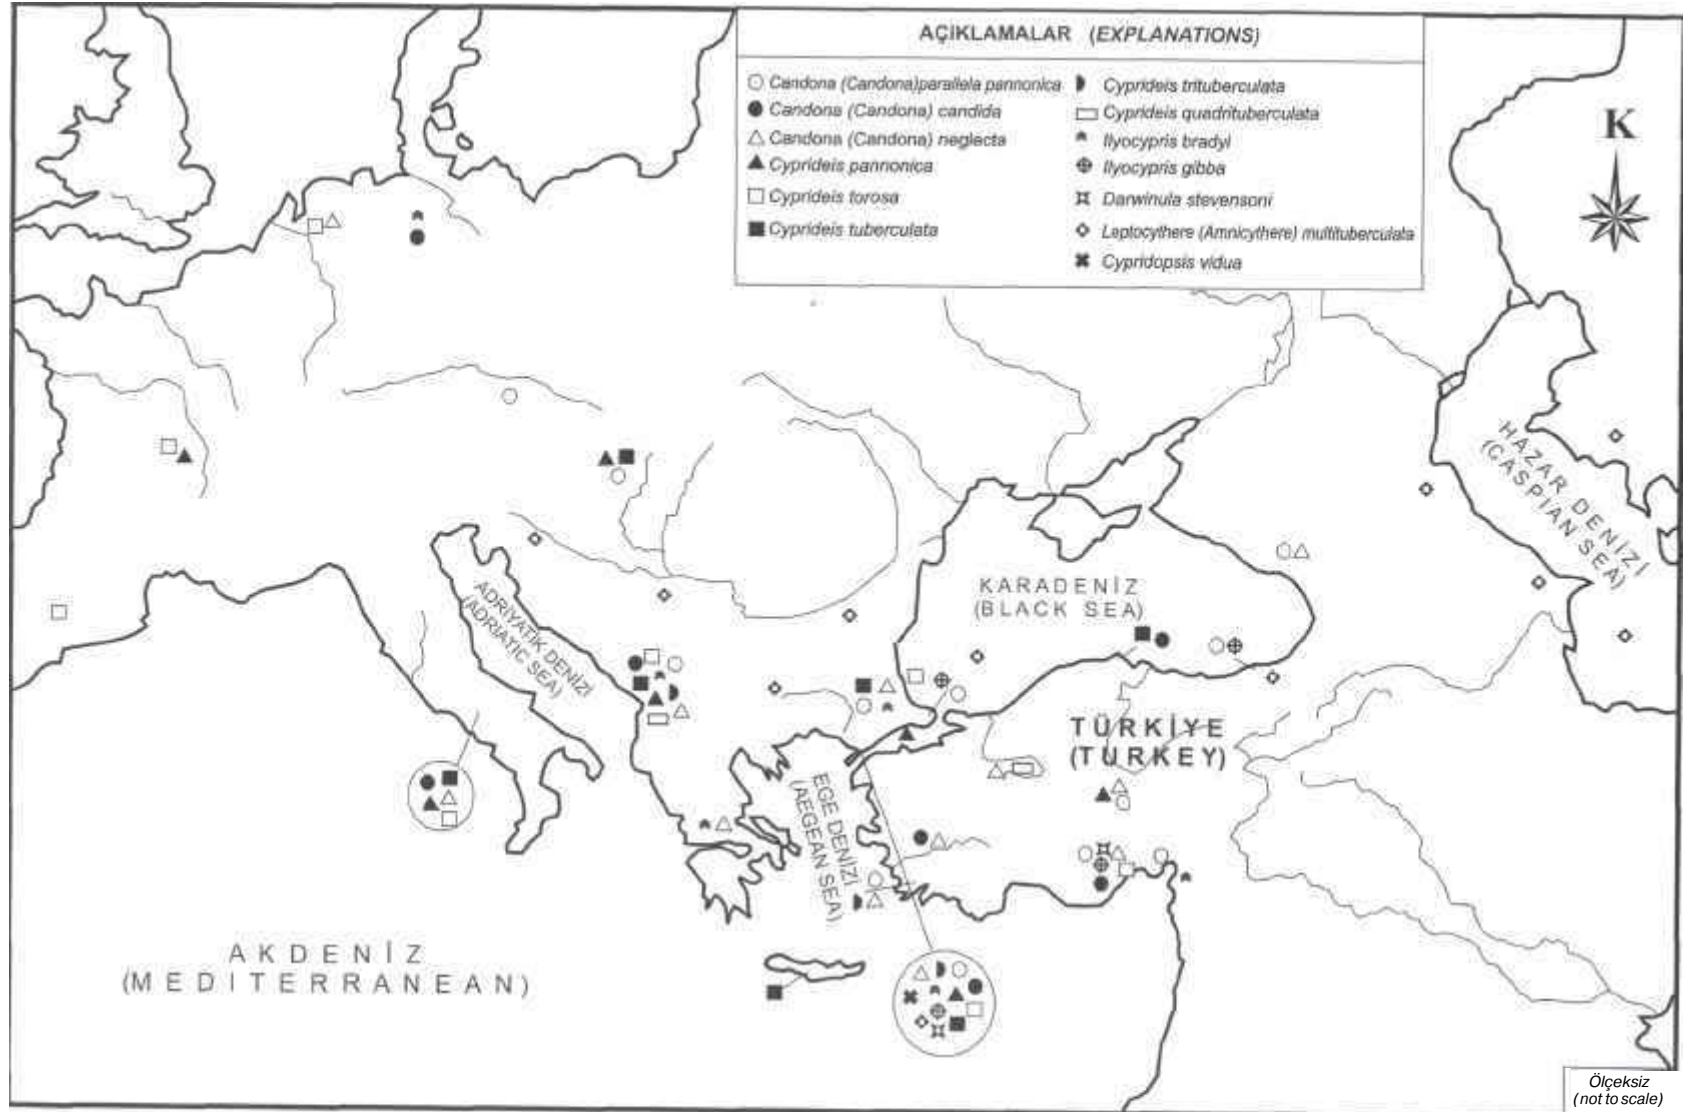 AÇIKLAMALAR (EXPLANATIONS)
Candona (Candona)parallela pannonica
Candona (Candona) candida
Candona (Candona) neglecta
Cyprideis pannonica
Cyprideis torosa
Cyprideis tuberculata
Cyprideis trituberculata
Cyprideis quadrituberculata
Ilyocypris bradyi
Ilyocypris gibba
Darwinula stevensoni
Leptocythere (Amnicythere) multituberculata
Cypridopsis vidua
K
HAZAR DENİZİ
(CASPIAN SEA)
KARADENİZ
(BLACK SEA)
ADRİYATİK DENİZİ
(ADRIATIC SEA)
TÜRKİYE
(TURKEY)
EGE DENİZİ
(AEGEAN SEA)
AKDENİZ
(MEDITERRANEAN)
Ölçeksiz
(not to scale)